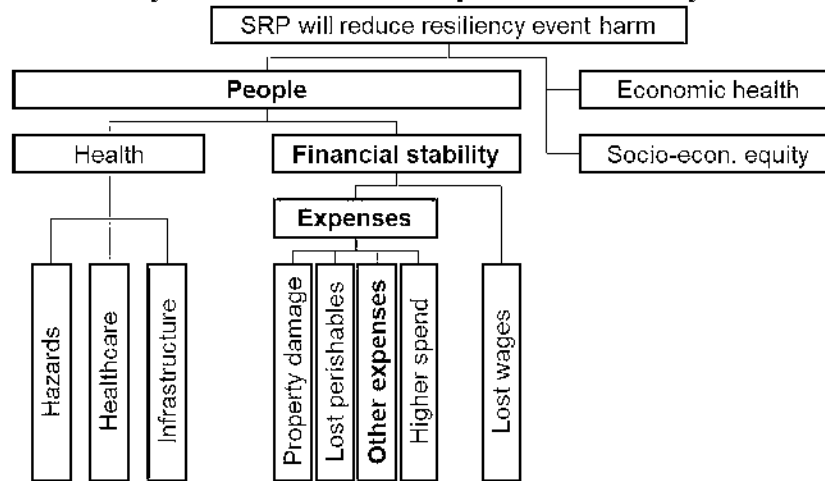 SRP will reduce resiliency event harm
People
Economic health
Health
Financial stability
Socio-econ. equity
Expenses
Hazards
Healthcare
Infrastructure
Property damage
Lost perishables
Other expenses
Higher spend
Lost wages